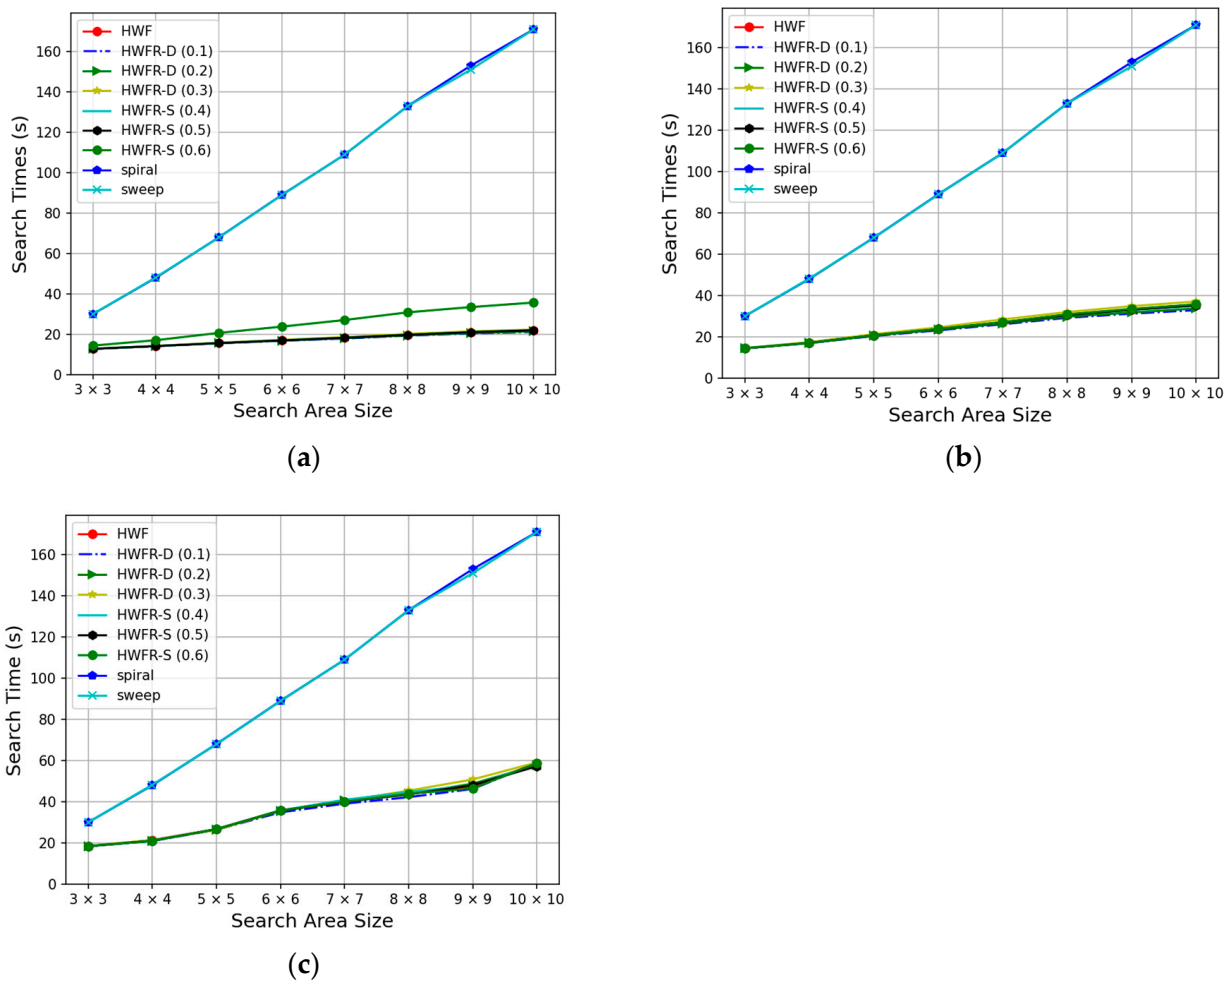 HWF
HWFR-D (0.1)
HWFR-D (0.2)
HWFR-D (0.3)
HWFR-S (0.4)
HWFR-S (0.5)
HWFR-S (0.6)
spiral
sweep
Search Times (s)
160
140
120
100
80
60
40
20
0
3 × 3 4 × 4 5 × 5 6 × 6 7 × 7 8 × 8 9 × 9 10 × 10
Search Area Size
(a)
HWF
HWFR-D (0.1)
HWFR-D (0.2)
HWFR-D (0.3)
HWFR-S (0.4)
HWFR-S (0.5)
HWFR-S (0.6)
spiral
sweep
Search Times (s)
160
140
120
100
80
60
40
20
0
3 × 3 4 × 4 5 × 5 6 × 6 7 × 7 8 × 8 9 × 9 10 × 10
Search Area Size
(b)
HWF
HWFR-D (0.1)
HWFR-D (0.2)
HWFR-D (0.3)
HWFR-S (0.4)
HWFR-S (0.5)
HWFR-S (0.6)
spiral
sweep
Search Time (s)
160
140
120
100
80
60
40
20
0
3 × 3 4 × 4 5 × 5 6 × 6 7 × 7 8 × 8 9 × 9 10 × 10
Search Area Size
(c)